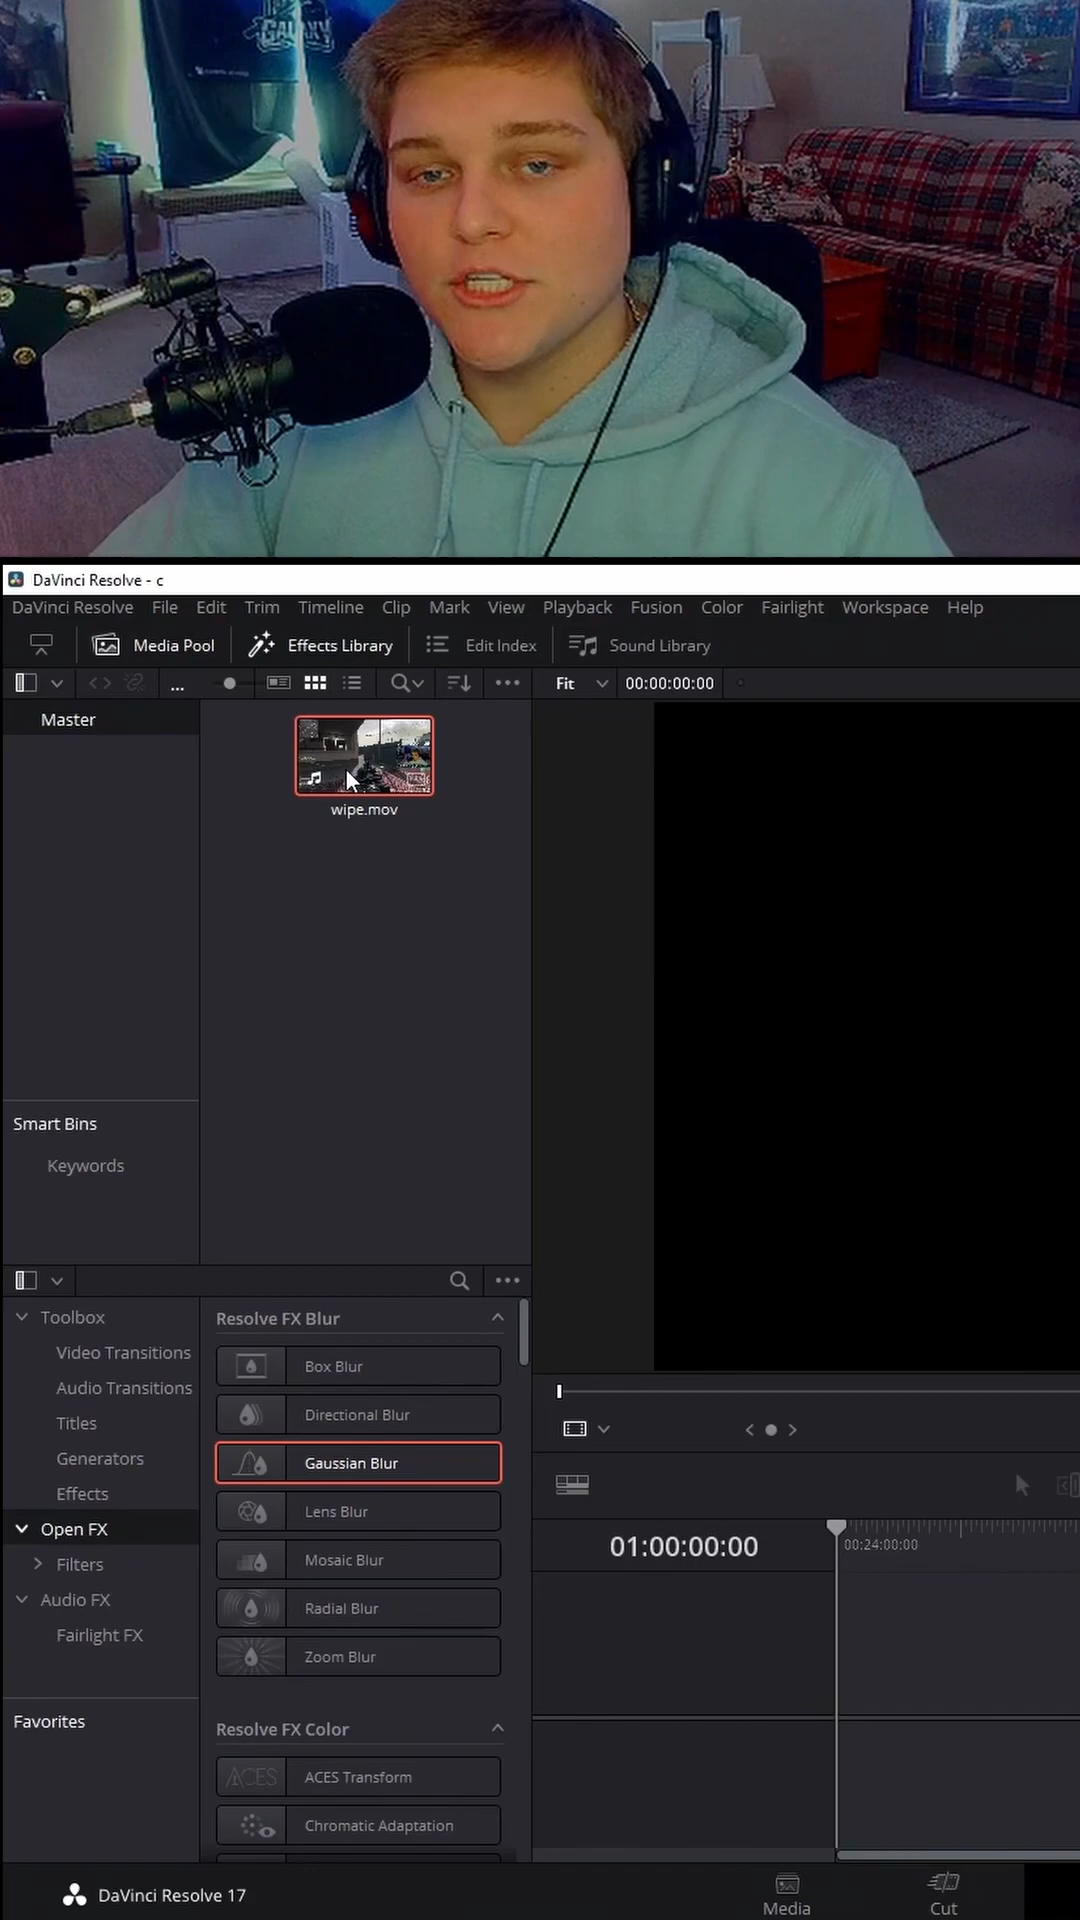 GALAXY
DaVinci Resolve - c
DaVinci Resolve File Edit Trim Timeline Clip Mark View Playback Fusion Color Fairlight Workspace Help
Media Pool Effects Library Edit Index Sound Library
... Fit 00:00:00:00
Master
wipe.mov
Smart Bins
Keywords
Toolbox
Video Transitions
Audio Transitions
Titles
Generators
Effects
Open FX
Filters
Audio FX
Fairlight FX
Favorites
Resolve FX Blur
Box Blur
Directional Blur
Gaussian Blur
Lens Blur
Mosaic Blur
Radial Blur
Zoom Blur
Resolve FX Color
ACES ACES Transform
Chromatic Adaptation
01:00:00:00
00:24:00:00
DaVinci Resolve 17
Media
Cut